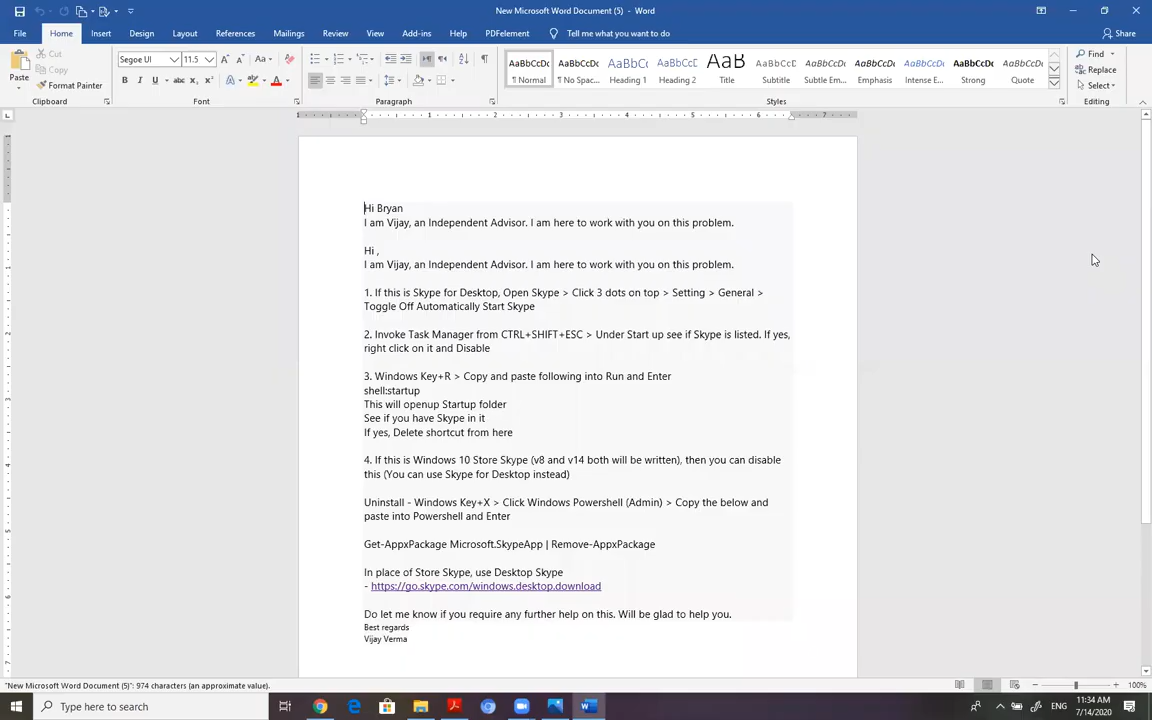 New Microsoft Word Document (5) - Word
File Home Insert Design Layout References Mailings Review View Add-ins Help PDFelement Tell me what you want to do Share
Paste
Cut
Copy
Format Painter
Clipboard
Segoe UI 11.5
Font
Paragraph
AaBbCcDc AaBbCcDc AaBbCc AaBbCcC AaB AaBbCcC AaBbCcDc AaBbCcDc AaBbCcDc AaBbCcDc AaBbCcDc
¶ Normal ¶ No Spac... Heading 1 Heading 2 Title Subtitle Subtle Em... Emphasis Intense E... Strong Quote
Styles
Find
Replace
Select
Editing
1 1 2 3 4 5 6 7
Hi Bryan
I am Vijay, an Independent Advisor. I am here to work with you on this problem.
Hi ,
I am Vijay, an Independent Advisor. I am here to work with you on this problem.
1. If this is Skype for Desktop, Open Skype > Click 3 dots on top > Setting > General >
Toggle Off Automatically Start Skype
2. Invoke Task Manager from CTRL+SHIFT+ESC > Under Start up see if Skype is listed. If yes,
right click on it and Disable
3. Windows Key+R > Copy and paste following into Run and Enter
shell:startup
This will openup Startup folder
See if you have Skype in it
If yes, Delete shortcut from here
4. If this is Windows 10 Store Skype (v8 and v14 both will be written), then you can disable
this (You can use Skype for Desktop instead)
Uninstall - Windows Key+X > Click Windows Powershell (Admin) > Copy the below and
paste into Powershell and Enter
Get-AppxPackage Microsoft.SkypeApp | Remove-AppxPackage
In place of Store Skype, use Desktop Skype
- https://go.skype.com/windows.desktop.download
Do let me know if you require any further help on this. Will be glad to help you.
Best regards
Vijay Verma
"New Microsoft Word Document (5)": 974 characters (an approximate value).
100%
Type here to search
ENG
11:34 AM
7/14/2020